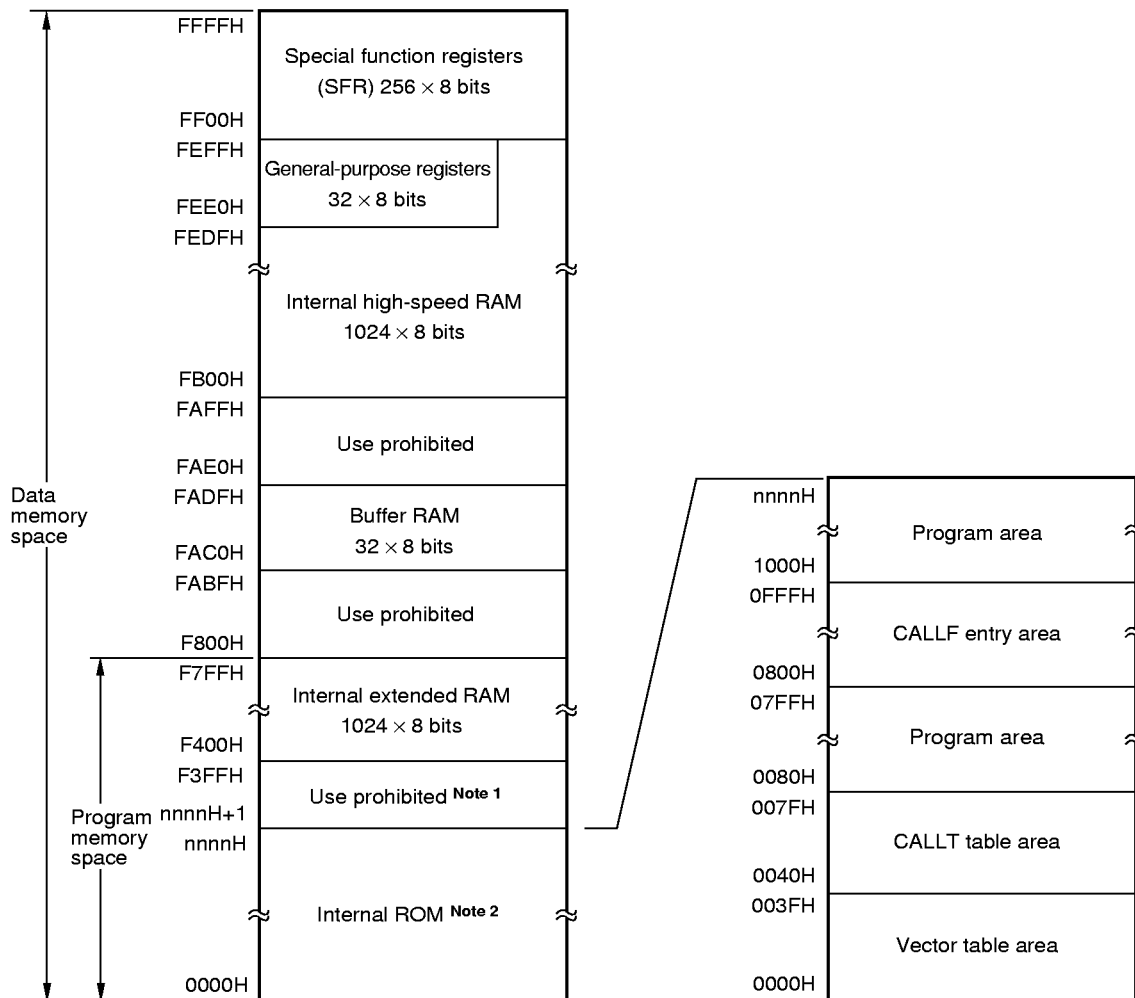 FFFFH
Special function registers
(SFR) 256 × 8 bits
FF00H
FEFFH
General-purpose registers
32 × 8 bits
FEE0H
FEDFH
Internal high-speed RAM
1024 × 8 bits
FB00H
FAFFH
Use prohibited
FAE0H
FADFH
Buffer RAM
32 × 8 bits
FAC0H
FABFH
Use prohibited
F800H
F7FFH
Internal extended RAM
1024 × 8 bits
F400H
F3FFH
Use prohibited Note 1
nnnnH+1
nnnnH
Internal ROM Note 2
0000H
Data
memory
space
Program
memory
space
nnnnH
Program area
1000H
0FFFH
CALLF entry area
0800H
07FFH
Program area
0080H
007FH
CALLT table area
0040H
003FH
Vector table area
0000H